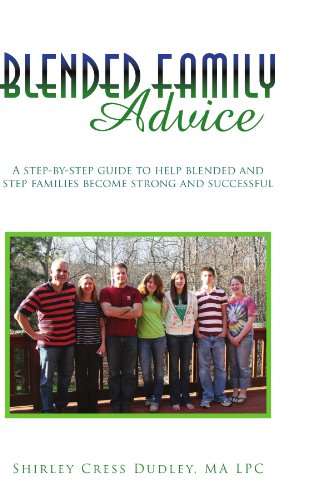 BLENDED FAMILY
Advice
A STEP-BY-STEP GUIDE TO HELP BLENDED AND
STEP FAMILIES BECOME STRONG AND SUCCESSFUL
SHIRLEY CRESS DUDLEY, MA LPC